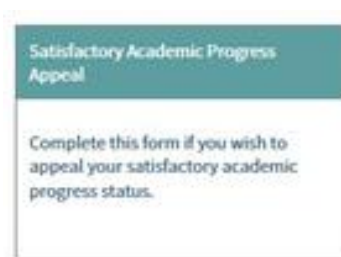 Satisfactory Academic Progress
Appeal
Complete this form if you wish to
appeal your satisfactory academic
progress status.